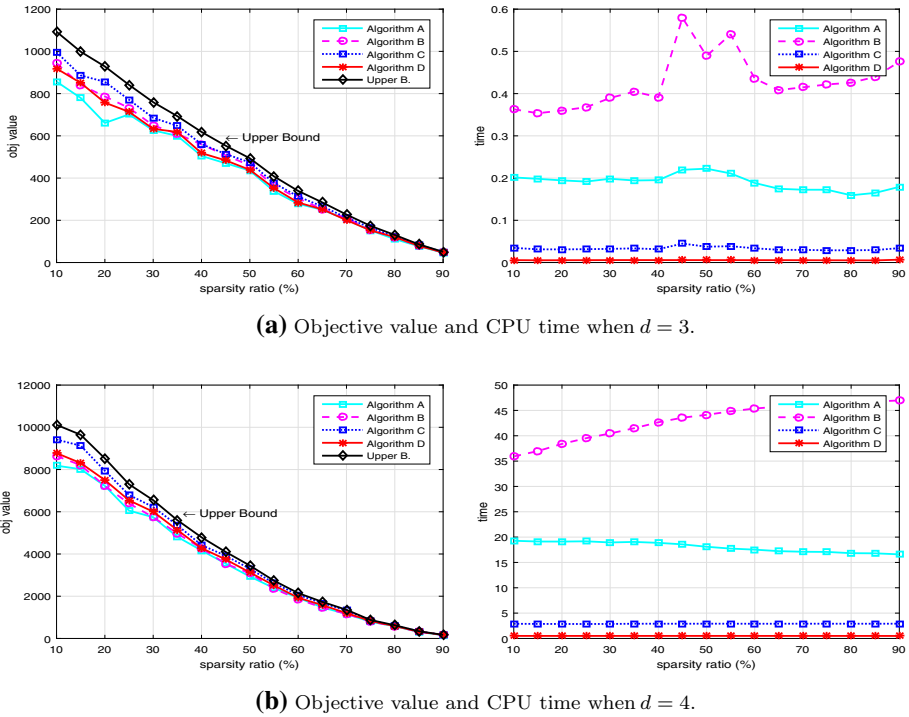 1200
1000
800
600
400
200
0
obj value
10 20 30 40 50 60 70 80 90
sparsity ratio (%)
Algorithm A
Algorithm B
Algorithm C
Algorithm D
Upper B.
← Upper Bound
0.6
0.5
0.4
0.3
0.2
0.1
0
time
10 20 30 40 50 60 70 80 90
sparsity ratio (%)
Algorithm A
Algorithm B
Algorithm C
Algorithm D
(a) Objective value and CPU time when d = 3.
12000
10000
8000
6000
4000
2000
0
obj value
10 20 30 40 50 60 70 80 90
sparsity ratio (%)
Algorithm A
Algorithm B
Algorithm C
Algorithm D
Upper B.
← Upper Bound
50
45
40
35
30
25
20
15
10
5
0
time
10 20 30 40 50 60 70 80 90
sparsity ratio (%)
Algorithm A
Algorithm B
Algorithm C
Algorithm D
(b) Objective value and CPU time when d = 4.